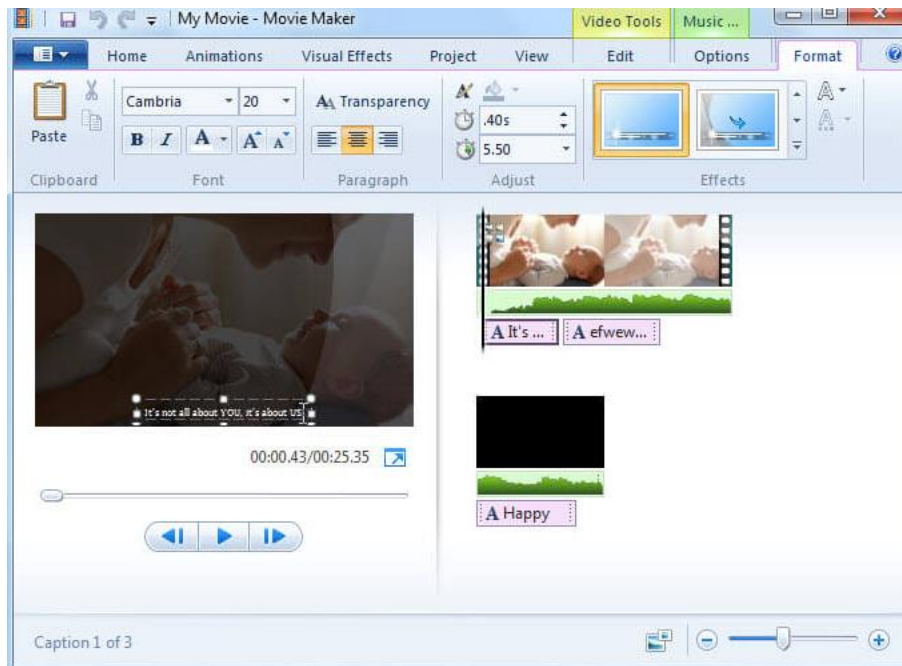 My Movie - Movie Maker
Video Tools
Music ...
Home
Animations
Visual Effects
Project
View
Edit
Options
Format
Paste
Clipboard
Cambria
20
B I A A A
Font
A Transparency
Paragraph
.40s
5.50
Adjust
Effects
It's not all about YOU, it's about US
00:00.43/00:25.35
A It's ...
A efwew...
A Happy
Caption 1 of 3